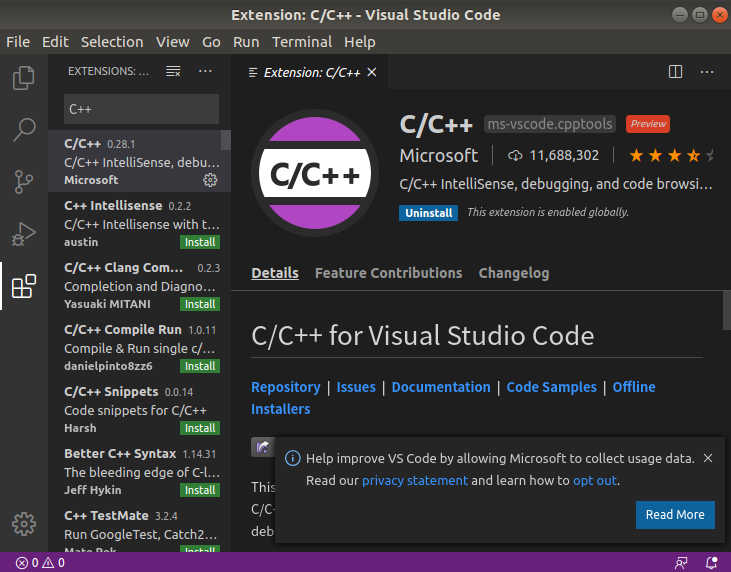 Extension: C/C++ - Visual Studio Code
File Edit Selection View Go Run Terminal Help
EXTENSIONS: ...
C++
C/C++ 0.28.1
C/C++ IntelliSense, debu...
Microsoft
C++ Intellisense 0.2.2
C/C++ Intellisense with t...
austin Install
C/C++ Clang Com... 0.2.3
Completion and Diagno...
Yasuaki MITANI Install
C/C++ Compile Run 1.0.11
Compile & Run single c/...
danielpinto8zz6 Install
C/C++ Snippets 0.0.14
Code snippets for C/C++
Harsh Install
Better C++ Syntax 1.14.31
The bleeding edge of C-l...
Jeff Hykin Install
C++ TestMate 3.2.4
Run GoogleTest, Catch2...
Mate Pek Install
Extension: C/C++
C/C++
C/C++ ms-vscode.cpptools Preview
Microsoft | 11,688,302 |
C/C++ IntelliSense, debugging, and code browsi...
Uninstall This extension is enabled globally.
Details Feature Contributions Changelog
C/C++ for Visual Studio Code
Repository | Issues | Documentation | Code Samples | Offline
Installers
This
C/C-
deb
Help improve VS Code by allowing Microsoft to collect usage data.
Read our privacy statement and learn how to opt out.
Read More
0 0